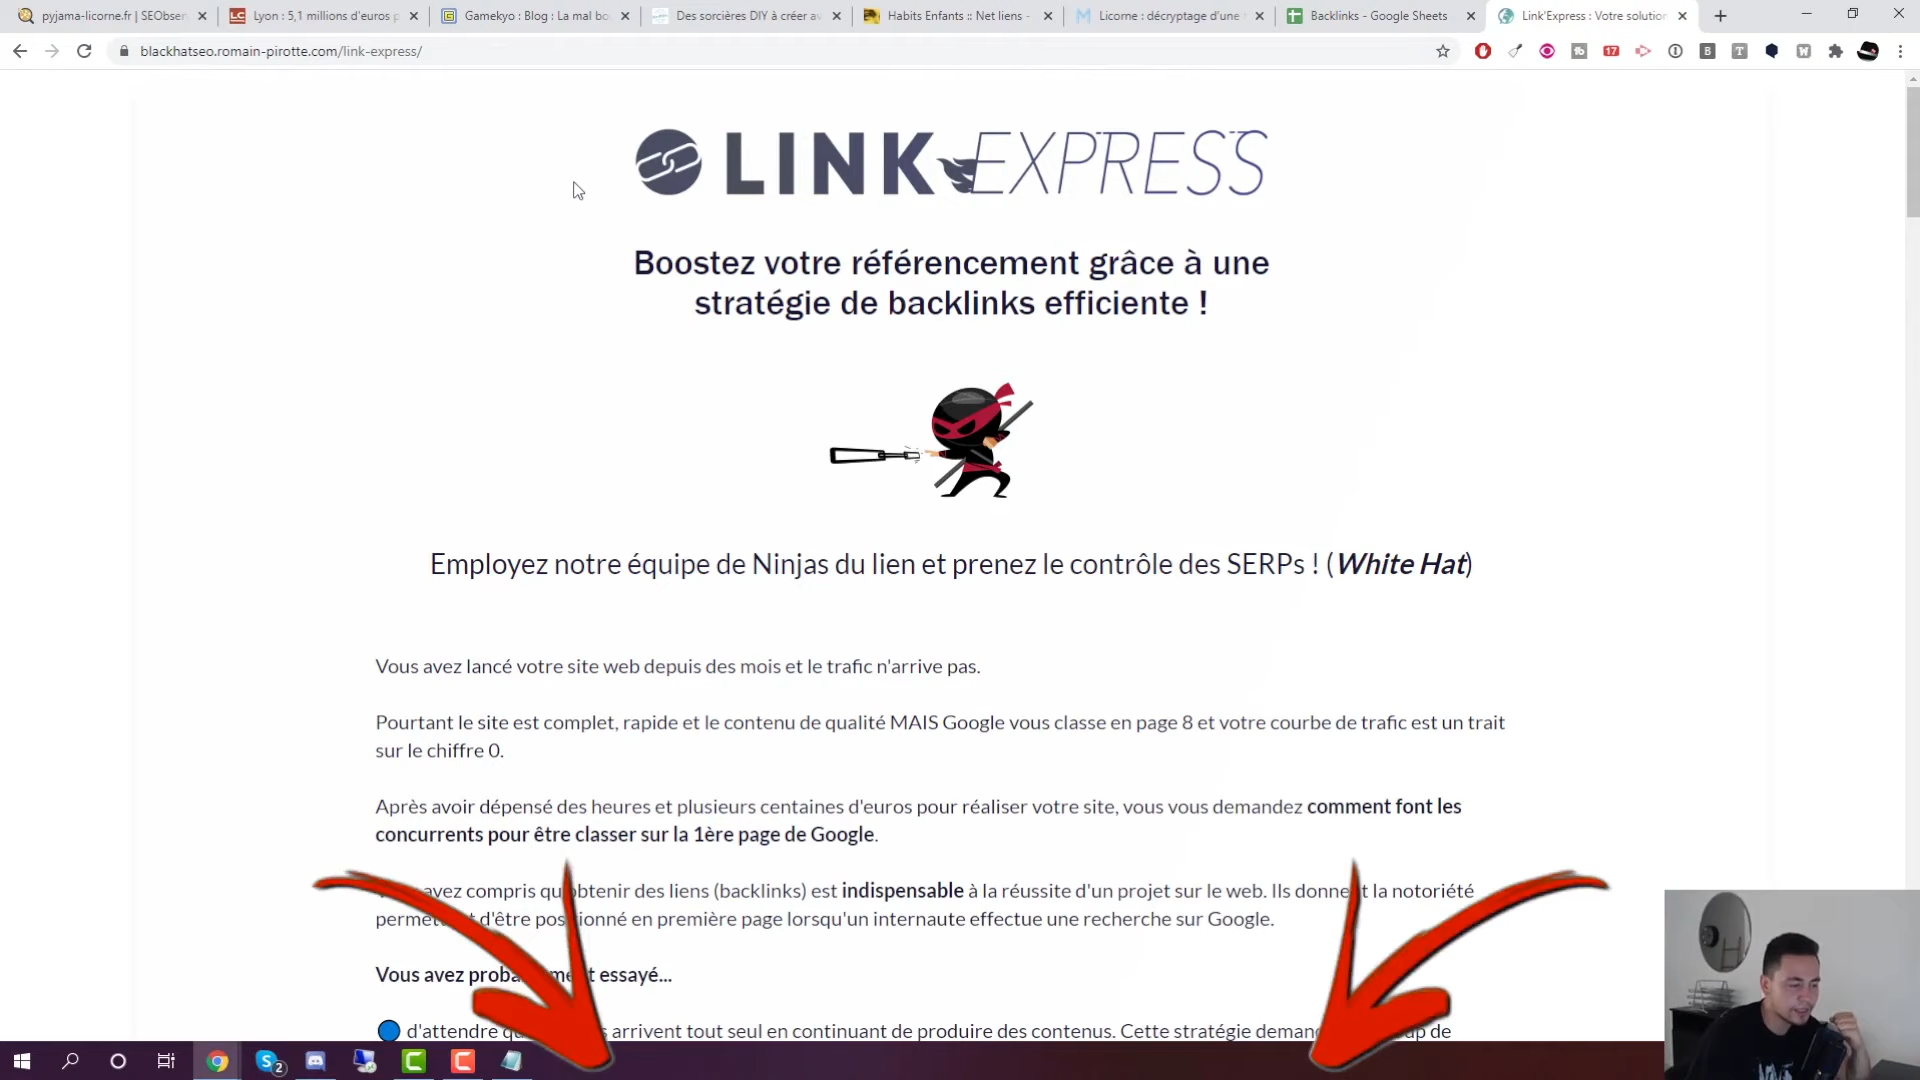 pyjama-licorne.fr | SEObser
Lyon : 5,1 millions d'euros p
Gamekyo : Blog : La mal bo
Des sorcières DIY à créer av
Habits Enfants :: Net liens -
Licorne : décryptage d'une
Backlinks - Google Sheets
Link'Express : Votre solution
blackhatseo.romain-pirotte.com/link-express/
LINK EXPRESS
Boostez votre référencement grâce à une
stratégie de backlinks efficiente !
Employez notre équipe de Ninjas du lien et prenez le contrôle des SERPs ! (White Hat)
Vous avez lancé votre site web depuis des mois et le trafic n'arrive pas.
Pourtant le site est complet, rapide et le contenu de qualité MAIS Google vous classe en page 8 et votre courbe de trafic est un trait
sur le chiffre 0.
Après avoir dépensé des heures et plusieurs centaines d'euros pour réaliser votre site, vous vous demandez comment font les
concurrents pour être classer sur la 1ère page de Google.
avez compris qu'obtenir des liens (backlinks) est indispensable à la réussite d'un projet sur le web. Ils donnent la notoriété
d'être positionné en première page lorsqu'un internaute effectue une recherche sur Google.
Vous avez probablement essayé...
d'attendre arrivent tout seul en continuant de produire des contenus. Cette stratégie de